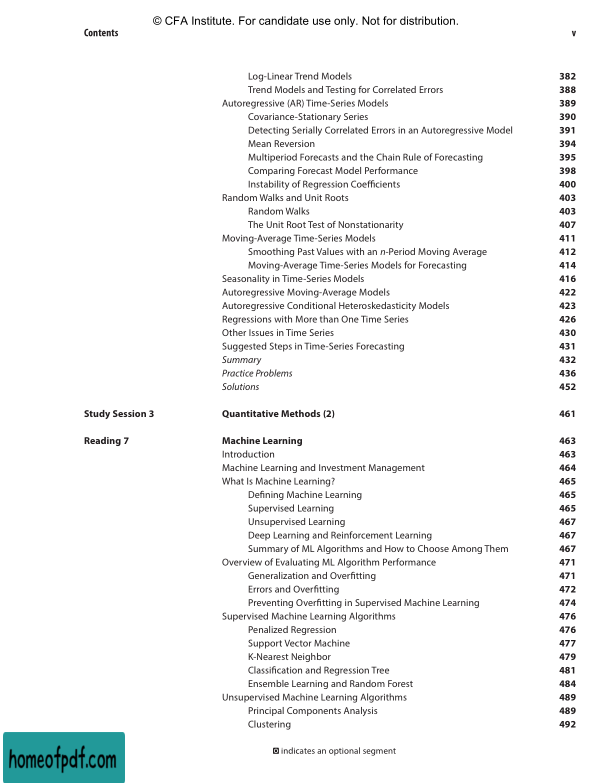 © CFA Institute. For candidate use only. Not for distribution.
Contents v
Log-Linear Trend Models 382
Trend Models and Testing for Correlated Errors 388
Autoregressive (AR) Time-Series Models 389
Covariance-Stationary Series 390
Detecting Serially Correlated Errors in an Autoregressive Model 391
Mean Reversion 394
Multiperiod Forecasts and the Chain Rule of Forecasting 395
Comparing Forecast Model Performance 398
Instability of Regression Coefficients 400
Random Walks and Unit Roots 403
Random Walks 403
The Unit Root Test of Nonstationarity 407
Moving-Average Time-Series Models 411
Smoothing Past Values with an n-Period Moving Average 412
Moving-Average Time-Series Models for Forecasting 414
Seasonality in Time-Series Models 416
Autoregressive Moving-Average Models 422
Autoregressive Conditional Heteroskedasticity Models 423
Regressions with More than One Time Series 426
Other Issues in Time Series 430
Suggested Steps in Time-Series Forecasting 431
Summary 432
Practice Problems 436
Solutions 452
Study Session 3 Quantitative Methods (2) 461
Reading 7 Machine Learning 463
Introduction 463
Machine Learning and Investment Management 464
What Is Machine Learning? 465
Defining Machine Learning 465
Supervised Learning 465
Unsupervised Learning 467
Deep Learning and Reinforcement Learning 467
Summary of ML Algorithms and How to Choose Among Them 467
Overview of Evaluating ML Algorithm Performance 471
Generalization and Overfitting 471
Errors and Overfitting 472
Preventing Overfitting in Supervised Machine Learning 474
Supervised Machine Learning Algorithms 476
Penalized Regression 476
Support Vector Machine 477
K-Nearest Neighbor 479
Classification and Regression Tree 481
Ensemble Learning and Random Forest 484
Unsupervised Machine Learning Algorithms 489
Principal Components Analysis 489
Clustering 492
indicates an optional segment
homeofpdf.com